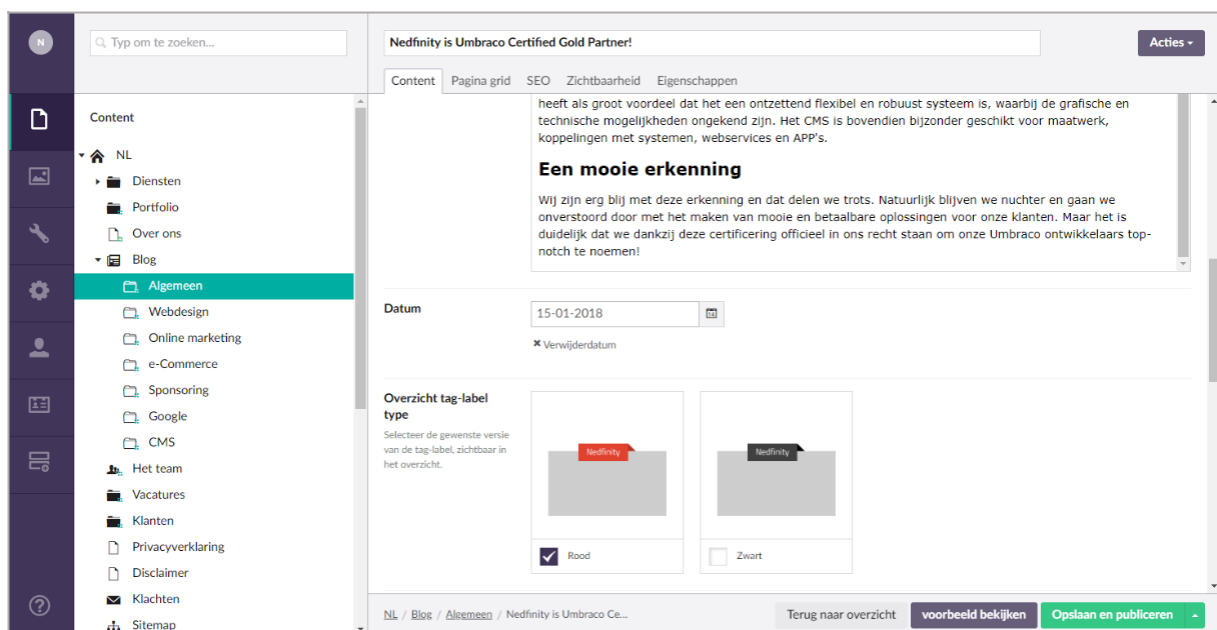 N
Typ om te zoeken...
Nedfinity is Umbraco Certified Gold Partner!
Acties
Content
Pagina grid
SEO
Zichtbaarheid
Eigenschappen
Content
NL
Diensten
Portfolio
Over ons
Blog
Algemeen
Webdesign
Online marketing
e-Commerce
Sponsoring
Google
CMS
Het team
Vacatures
Klanten
Privacyverklaring
Disclaimer
Klachten
Sitemap
heeft als groot voordeel dat het een ontzettend flexibel en robuust systeem is, waarbij de grafische en
technische mogelijkheden ongekend zijn. Het CMS is bovendien bijzonder geschikt voor maatwerk,
koppelingen met systemen, webservices en APP's.
Een mooie erkenning
Wij zijn erg blij met deze erkenning en dat delen we trots. Natuurlijk blijven we nuchter en gaan we
onverstoord door met het maken van mooie en betaalbare oplossingen voor onze klanten. Maar het is
duidelijk dat we dankzij deze certificering officieel in ons recht staan om onze Umbraco ontwikkelaars top-
notch te noemen!
Datum
15-01-2018
Verwijderdatum
Overzicht tag-label
type
Selecteer de gewenste versie
van de tag-label, zichtbaar in
het overzicht.
Nedfinity
Rood
Nedfinity
Zwart
NL / Blog / Algemeen / Nedfinity is Umbraco Ce...
Terug naar overzicht
voorbeeld bekijken
Opslaan en publiceren